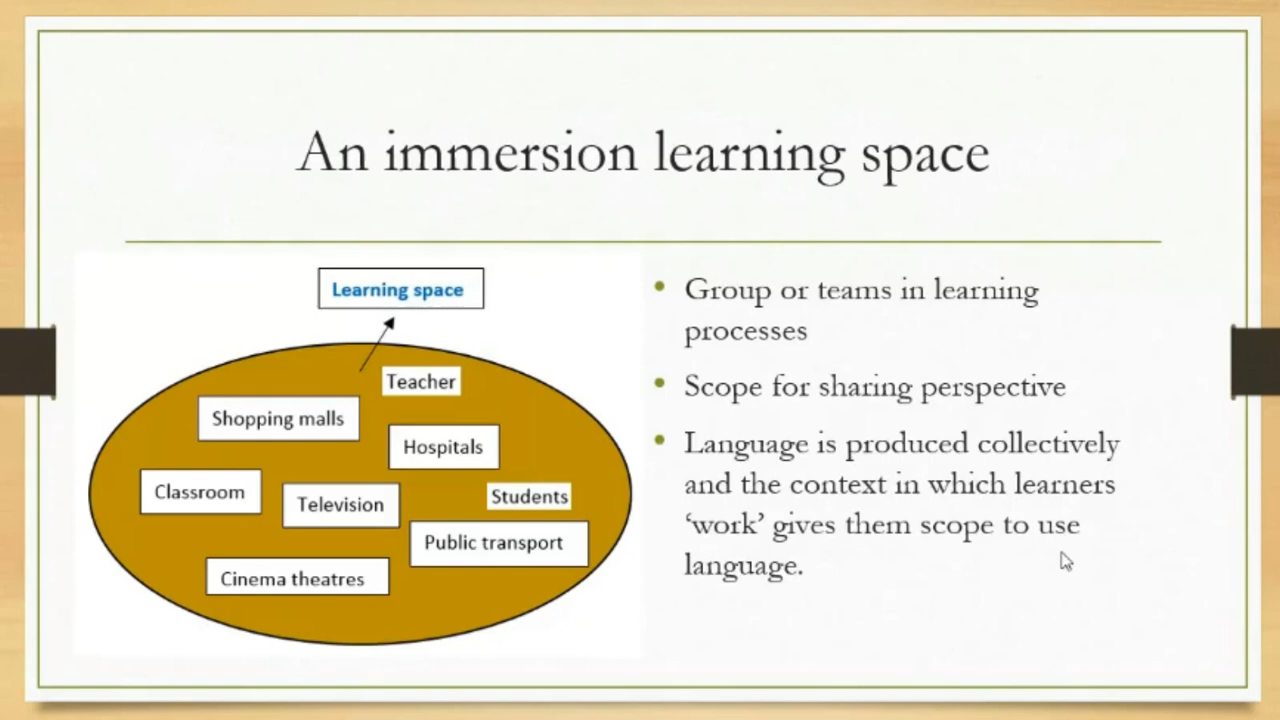 An immersion learning space
Learning space
Teacher
Shopping malls
Hospitals
Classroom
Television
Students
Public transport
Cinema theatres
Group or teams in learning
processes
Scope for sharing perspective
Language is produced collectively
and the context in which learners
‘work’ gives them scope to use
language.